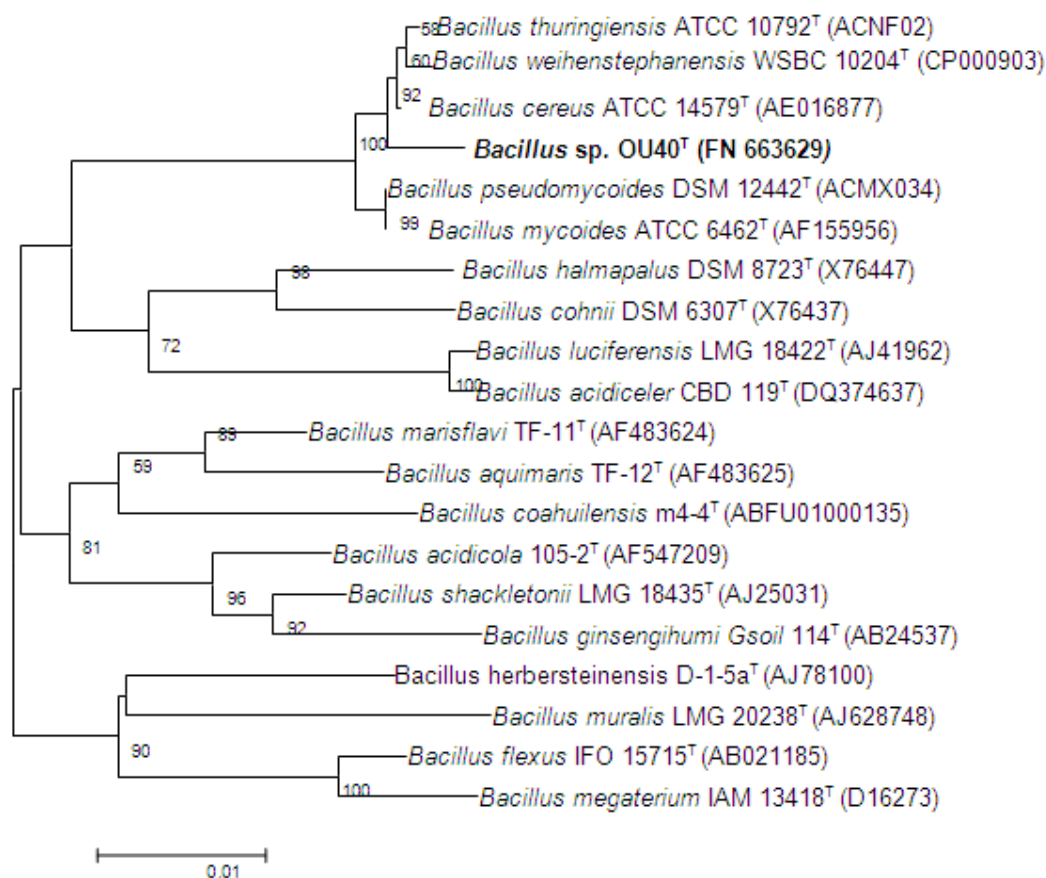 58 Bacillus thuringiensis ATCC 10792ᵀ (ACNF02)
60 Bacillus weihenstephanensis WSBC 10204ᵀ (CP000903)
92 Bacillus cereus ATCC 14579ᵀ (AE016877)
100 Bacillus sp. OU40ᵀ (FN 663629)
Bacillus pseudomycoides DSM 12442ᵀ (ACMX034)
99 Bacillus mycoides ATCC 6462ᵀ (AF155956)
98 Bacillus halmapalus DSM 8723ᵀ (X76447)
Bacillus cohnii DSM 6307ᵀ (X76437)
72
Bacillus luciferensis LMG 18422ᵀ (AJ41962)
100 Bacillus acidiceler CBD 119ᵀ (DQ374637)
89 Bacillus marisflavi TF-11ᵀ (AF483624)
59 Bacillus aquimaris TF-12ᵀ (AF483625)
Bacillus coahuilensis m4-4ᵀ (ABFU01000135)
81
Bacillus acidicola 105-2ᵀ (AF547209)
96 Bacillus shackletonii LMG 18435ᵀ (AJ25031)
92 Bacillus ginsengihumi Gsoil 114ᵀ (AB24537)
Bacillus herbersteinensis D-1-5aᵀ (AJ78100)
Bacillus muralis LMG 20238ᵀ (AJ628748)
90 Bacillus flexus IFO 15715ᵀ (AB021185)
100 Bacillus megaterium IAM 13418ᵀ (D16273)
0.01